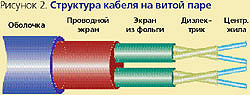 Рисунок 2. Структура кабеля на витой паре
Оболочка
Проводной экран
Экран из фольги
Диэлек-
трик
Центр.
жила